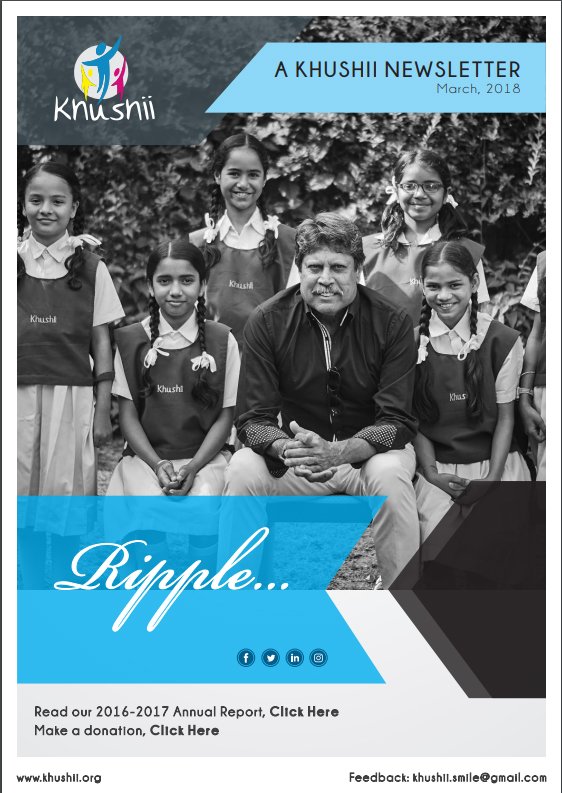 Khushii
A KHUSHII NEWSLETTER
March, 2018
Khushii
Khushii
Khushii
Khus
Ripple...
Read our 2016-2017 Annual Report, Click Here
Make a donation, Click Here
www.khushii.org
Feedback: khushii.smile@gmail.com